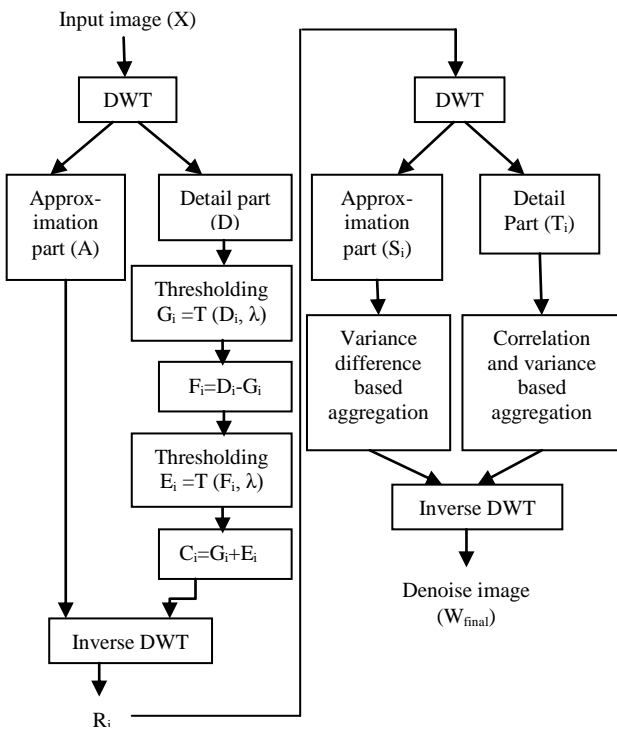 Input image (X)
DWT
Approx-
imation
part (A)
Detail part
(D)
Thresholding
Gᵢ =T (Dᵢ, λ)
Fᵢ=Dᵢ-Gᵢ
Thresholding
Eᵢ =T (Fᵢ, λ)
Cᵢ=Gᵢ+Eᵢ
Inverse DWT
Rᵢ
DWT
Approx-
imation
part (Sᵢ)
Detail
Part (Tᵢ)
Variance
difference
based
aggregation
Correlation
and variance
based
aggregation
Inverse DWT
Denoise image
(W_final)